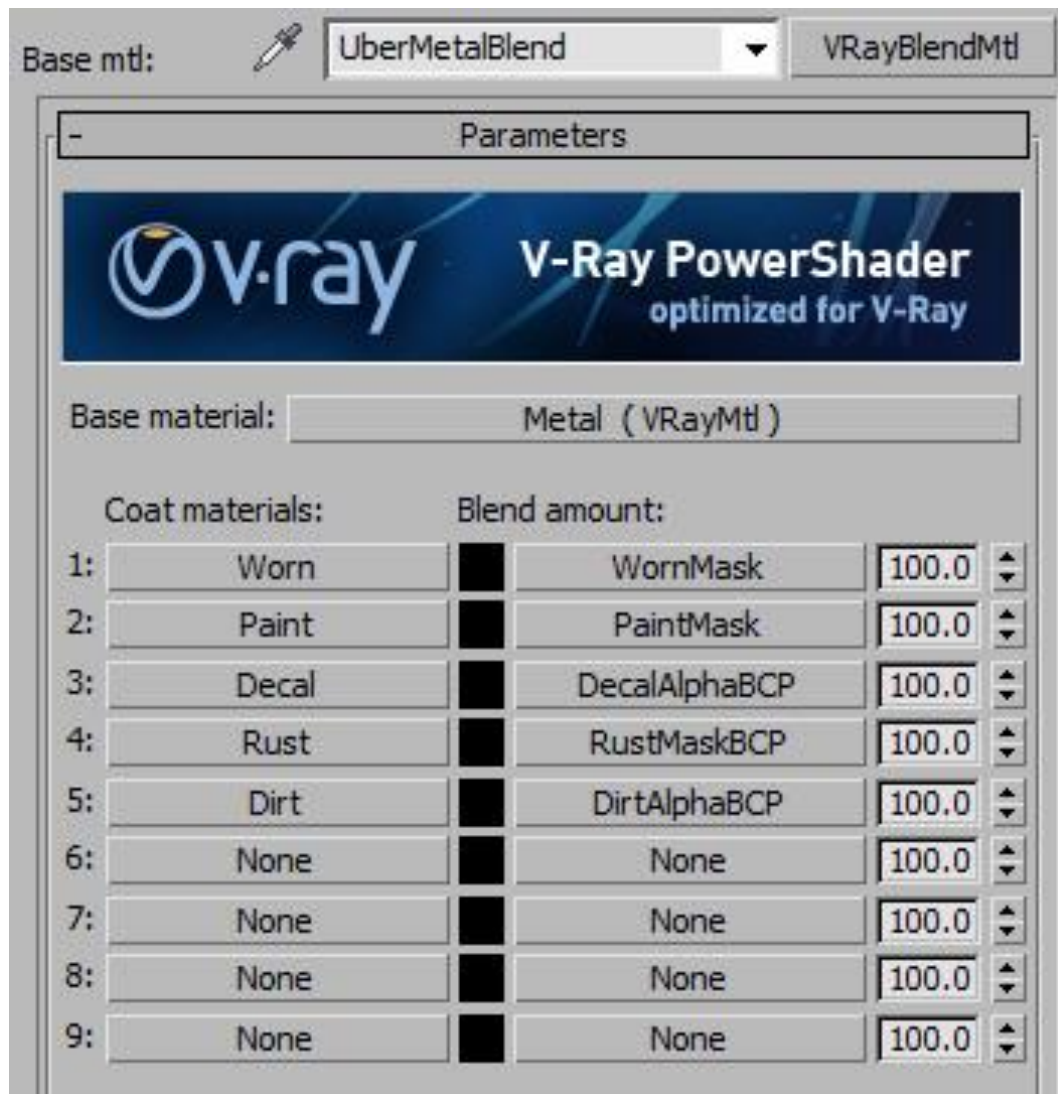 Base mtl: UberMetalBlend VRayBlendMtl
- Parameters
v·ray V-Ray PowerShader
optimized for V-Ray
Base material: Metal ( VRayMtl )
Coat materials: Blend amount:
1: Worn WornMask 100.0
2: Paint PaintMask 100.0
3: Decal DecalAlphaBCP 100.0
4: Rust RustMaskBCP 100.0
5: Dirt DirtAlphaBCP 100.0
6: None None 100.0
7: None None 100.0
8: None None 100.0
9: None None 100.0